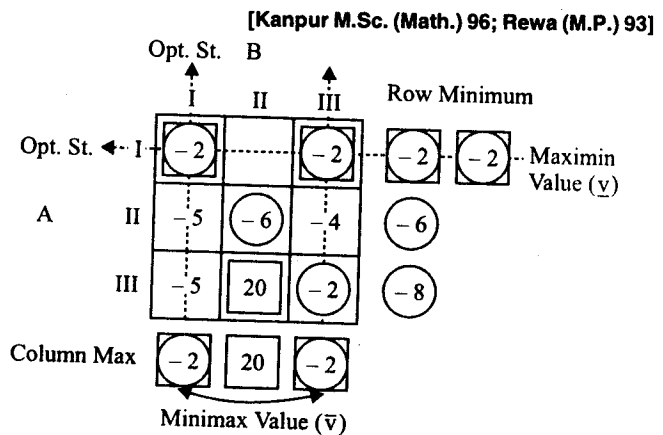 [Kanpur M.Sc. (Math.) 96; Rewa (M.P.) 93]
Opt. St. B
I II III Row Minimum
Opt. St. I -2 -2 -2 -2 Maximin
Value (v̲)
A II -5 -6 -4 -6
III -5 20 -2 -8
Column Max -2 20 -2
Minimax Value (v̅)